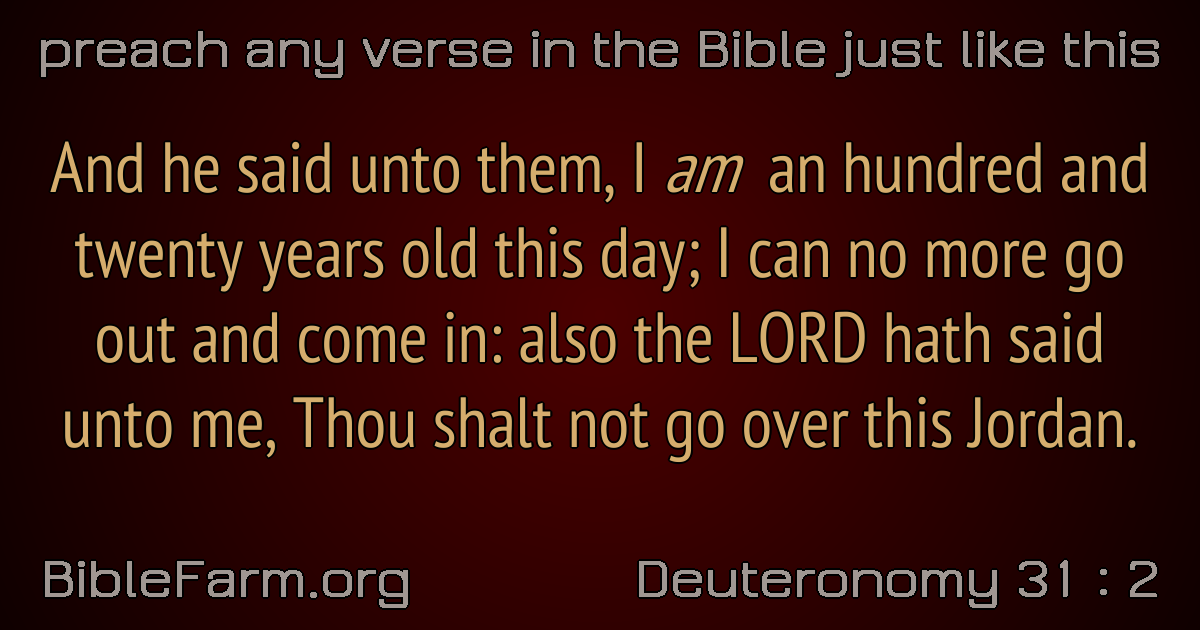 preach any verse in the Bible just like this
And he said unto them, I am an hundred and
twenty years old this day; I can no more go
out and come in: also the LORD hath said
unto me, Thou shalt not go over this Jordan.
BibleFarm.org
Deuteronomy 31 : 2